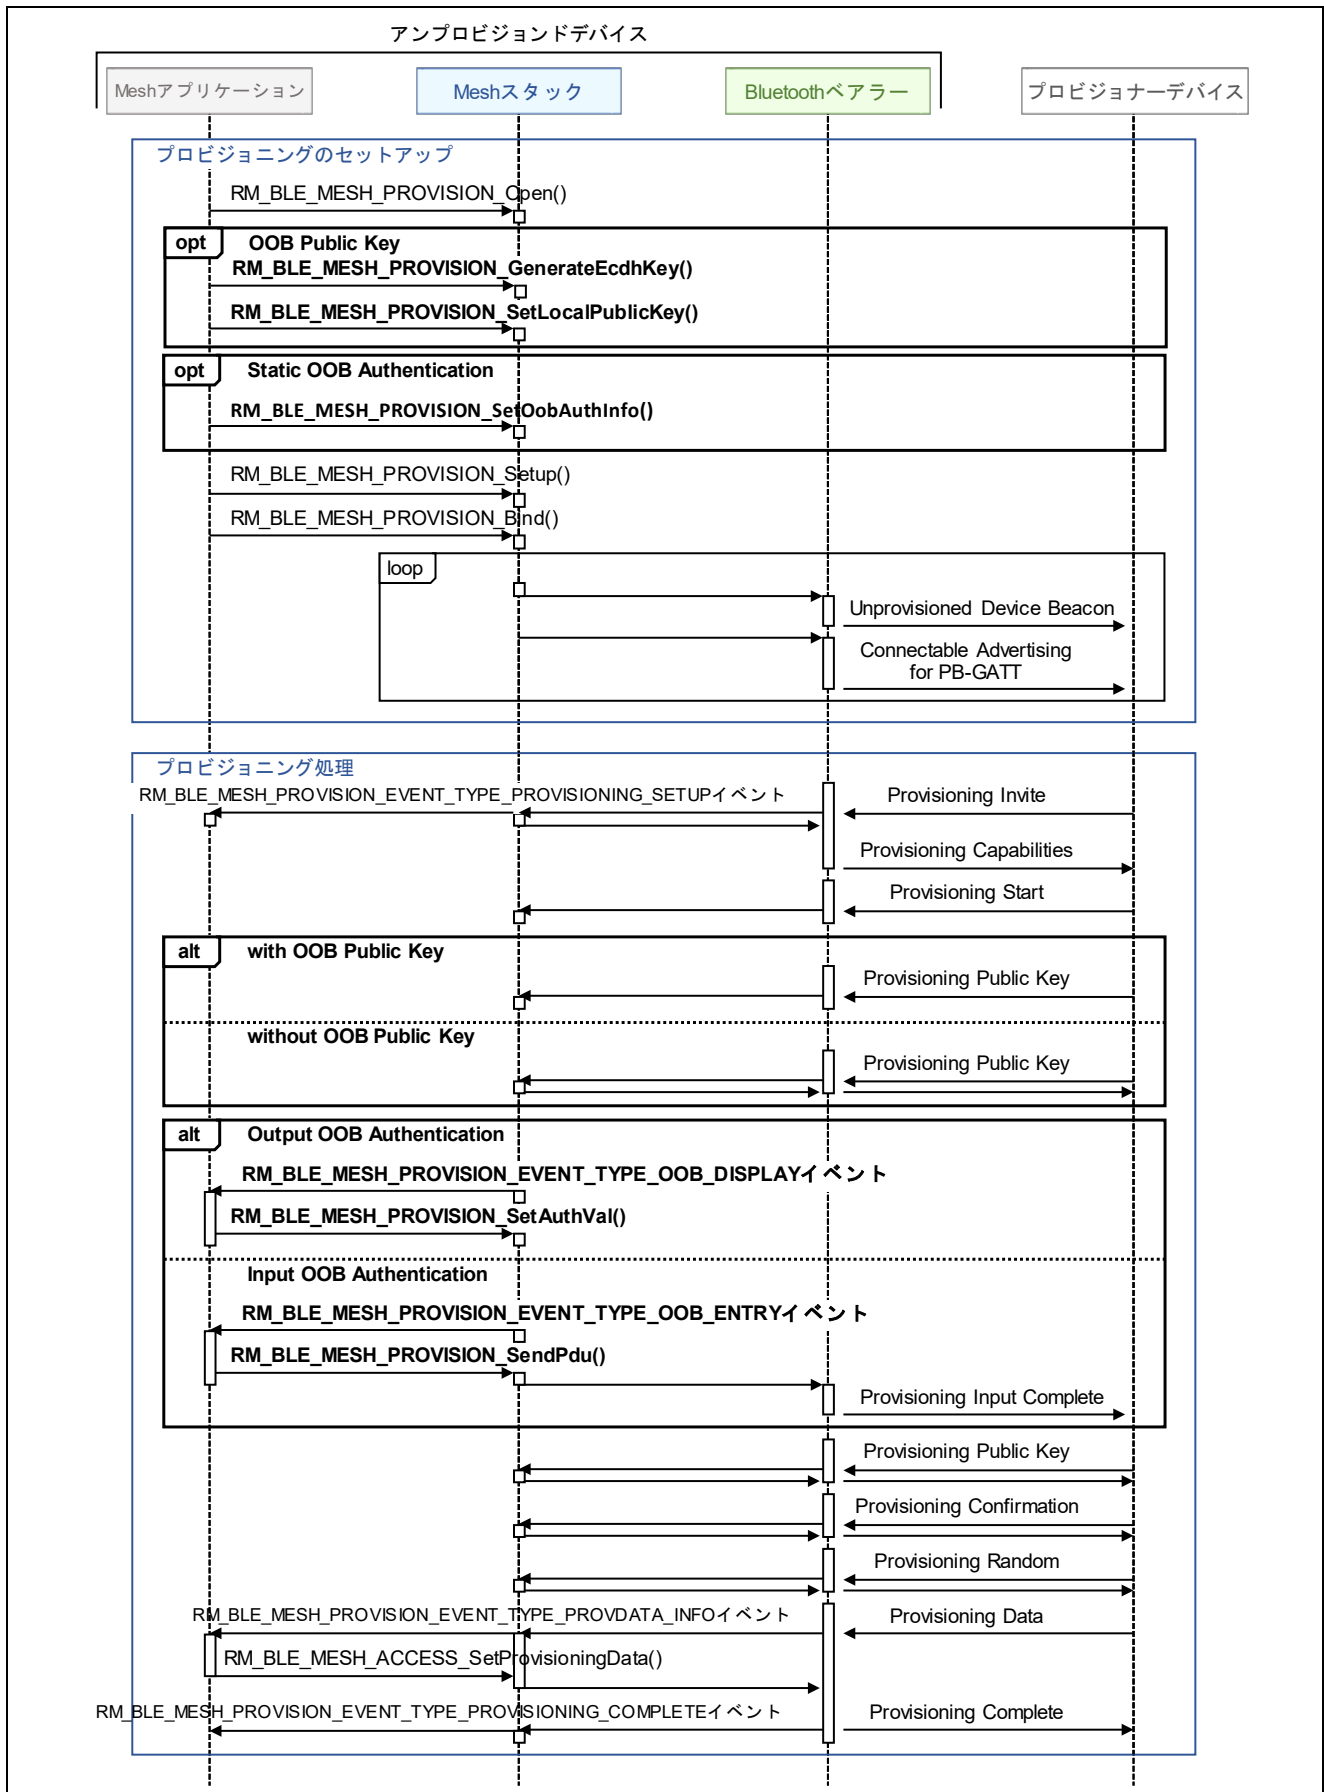 アンプロビジョンドデバイス
Meshアプリケーション
Meshスタック
Bluetoothベアラー
プロビジョナーデバイス
プロビジョニングのセットアップ
RM_BLE_MESH_PROVISION_Open()
opt
OOB Public Key
RM_BLE_MESH_PROVISION_GenerateEcdhKey()
RM_BLE_MESH_PROVISION_SetLocalPublicKey()
opt
Static OOB Authentication
RM_BLE_MESH_PROVISION_SetOobAuthInfo()
RM_BLE_MESH_PROVISION_Setup()
RM_BLE_MESH_PROVISION_Bind()
loop
Unprovisioned Device Beacon
Connectable Advertising
for PB-GATT
プロビジョニング処理
RM_BLE_MESH_PROVISION_EVENT_TYPE_PROVISIONING_SETUPイベント
Provisioning Invite
Provisioning Capabilities
Provisioning Start
alt
with OOB Public Key
Provisioning Public Key
without OOB Public Key
Provisioning Public Key
alt
Output OOB Authentication
RM_BLE_MESH_PROVISION_EVENT_TYPE_OOB_DISPLAYイベント
RM_BLE_MESH_PROVISION_SetAuthVal()
Input OOB Authentication
RM_BLE_MESH_PROVISION_EVENT_TYPE_OOB_ENTRYイベント
RM_BLE_MESH_PROVISION_SendPdu()
Provisioning Input Complete
Provisioning Public Key
Provisioning Confirmation
Provisioning Random
RM_BLE_MESH_PROVISION_EVENT_TYPE_PROVDATA_INFOイベント
Provisioning Data
RM_BLE_MESH_ACCESS_SetProvisioningData()
RM_BLE_MESH_PROVISION_EVENT_TYPE_PROVISIONING_COMPLETEイベント
Provisioning Complete